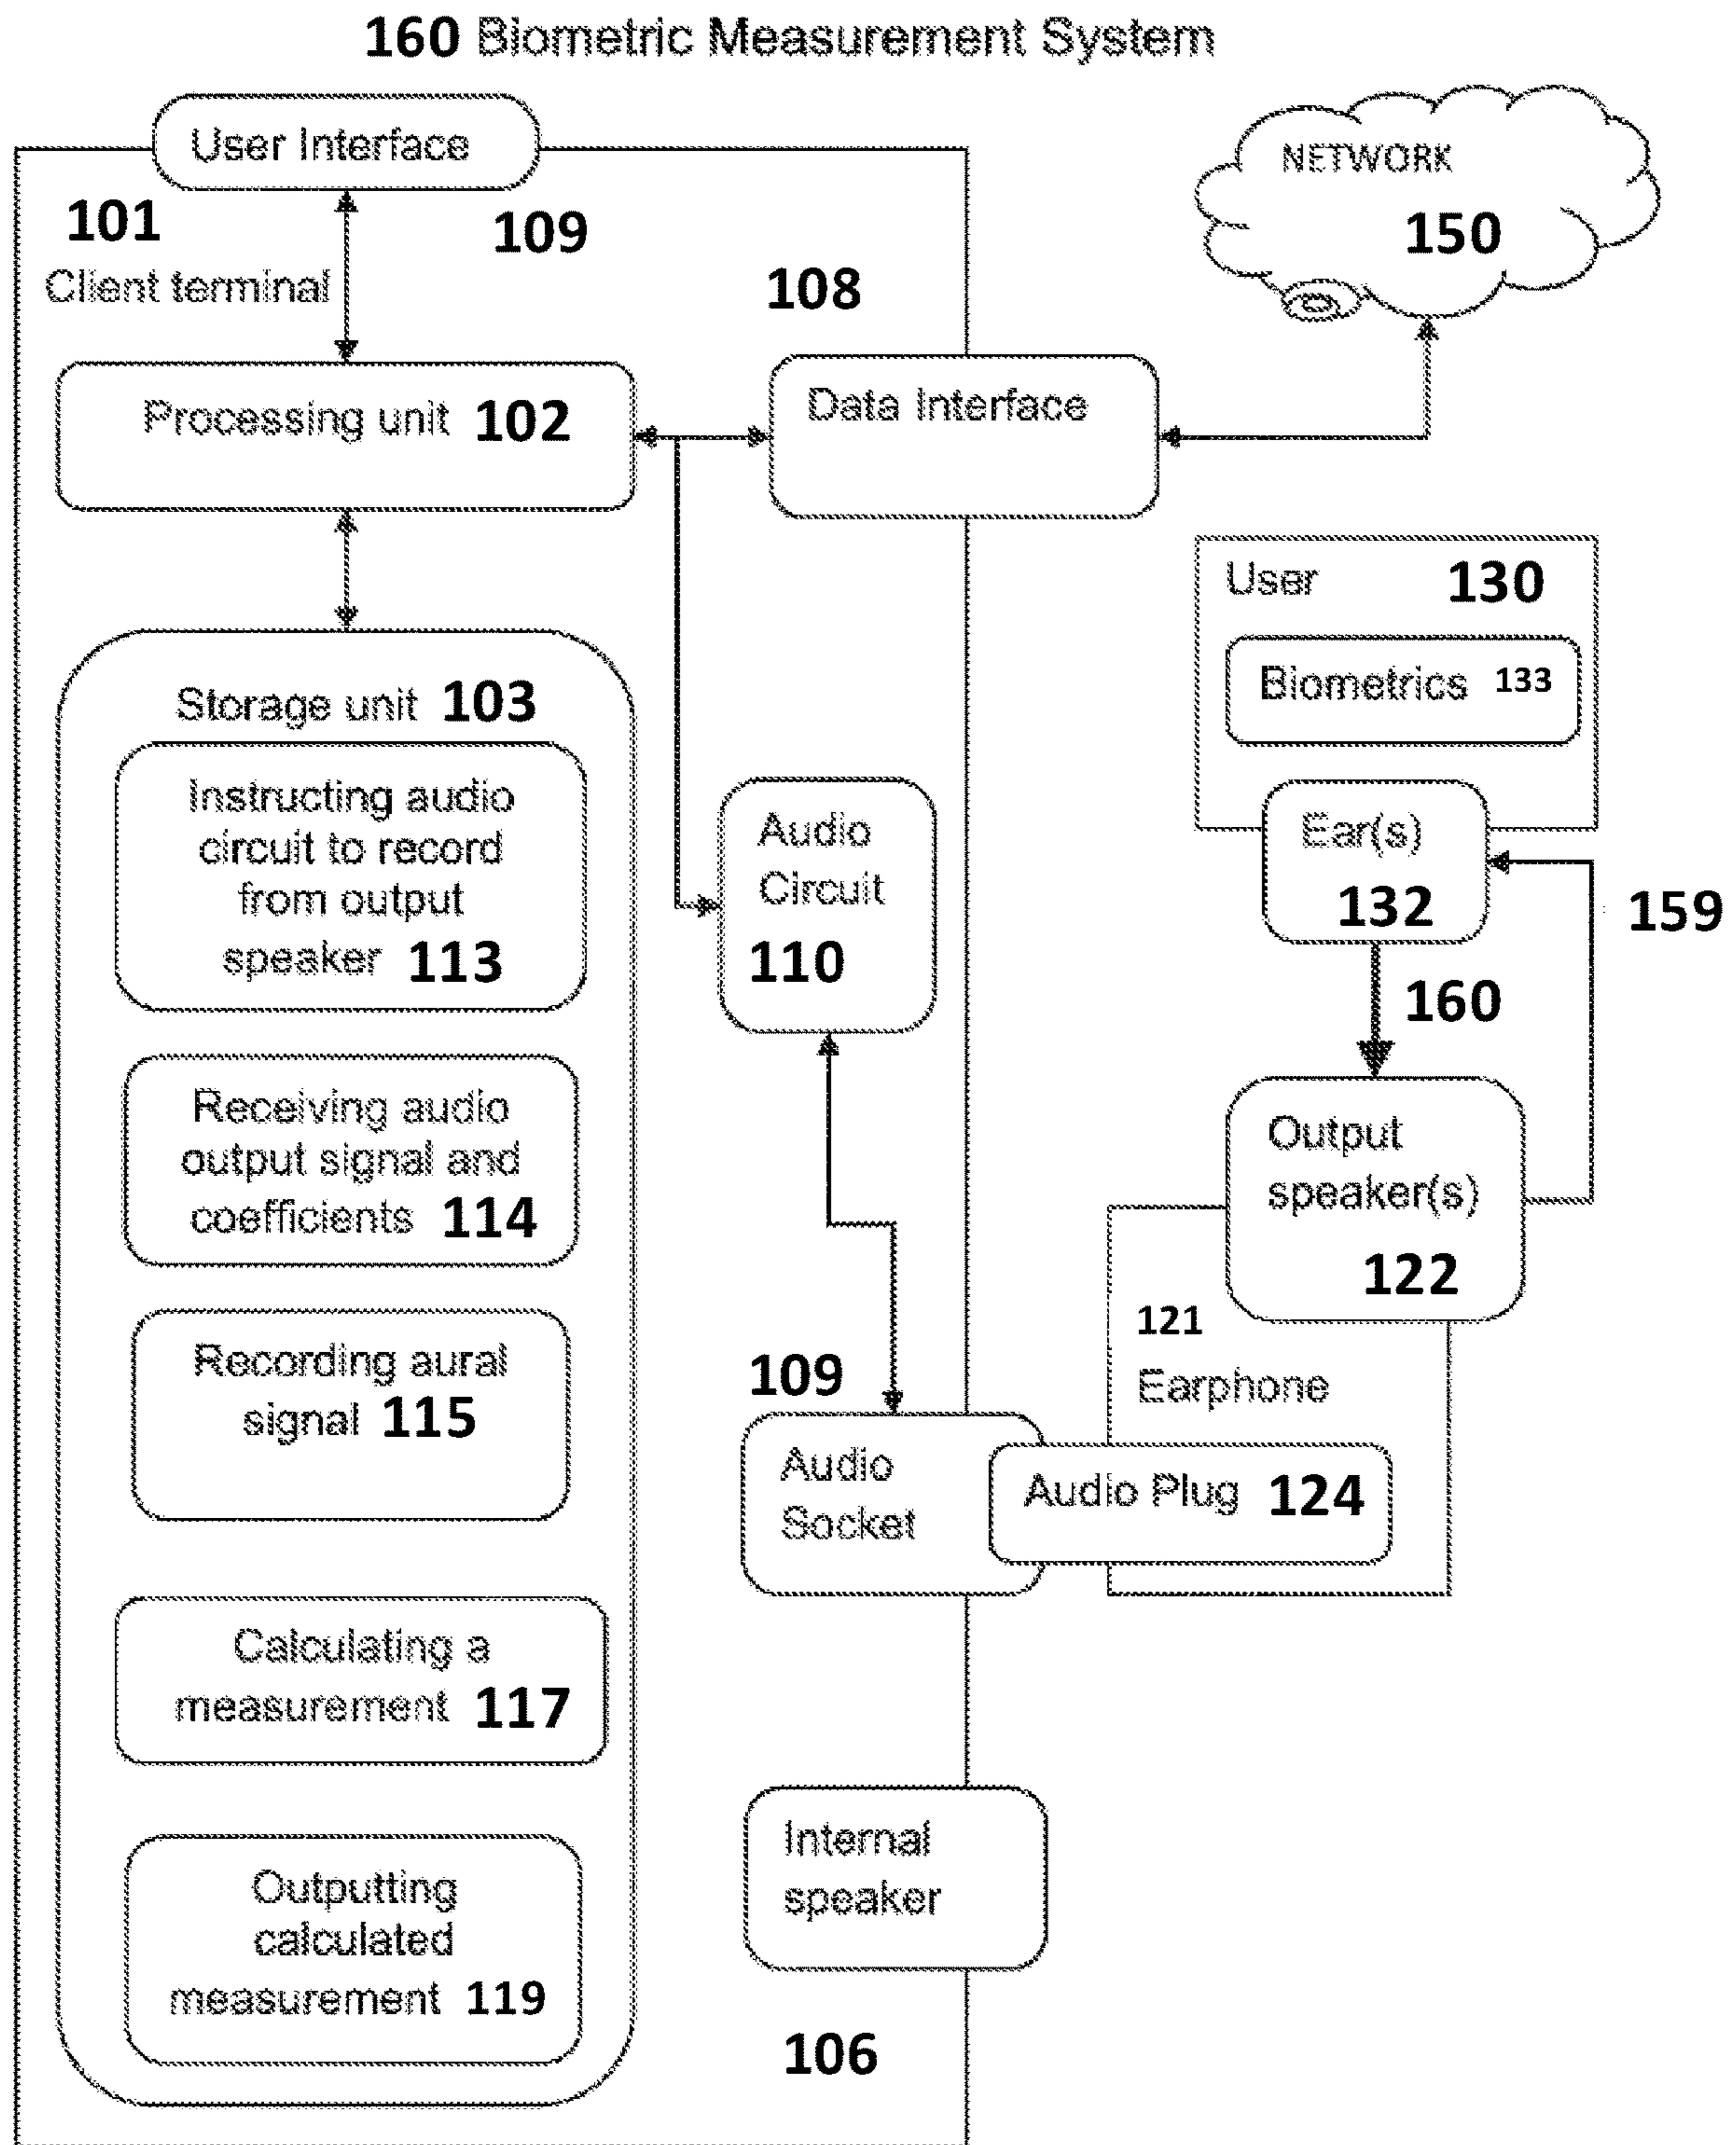 160 Biometric Measurement System
User Interface
101
109
Client terminal
108
NETWORK
150
Processing unit 102
Data Interface
User 130
Biometrics 133
Storage unit 103
Instructing audio
circuit to record
from output
speaker 113
Audio
Circuit
110
Ear(s)
132
159
160
Receiving audio
output signal and
coefficients 114
Output
speaker(s)
122
121
Earphone
Recording aural
signal 115
109
Audio
Socket
Audio Plug 124
Calculating a
measurement 117
Internal
speaker
Outputting
calculated
measurement 119
106